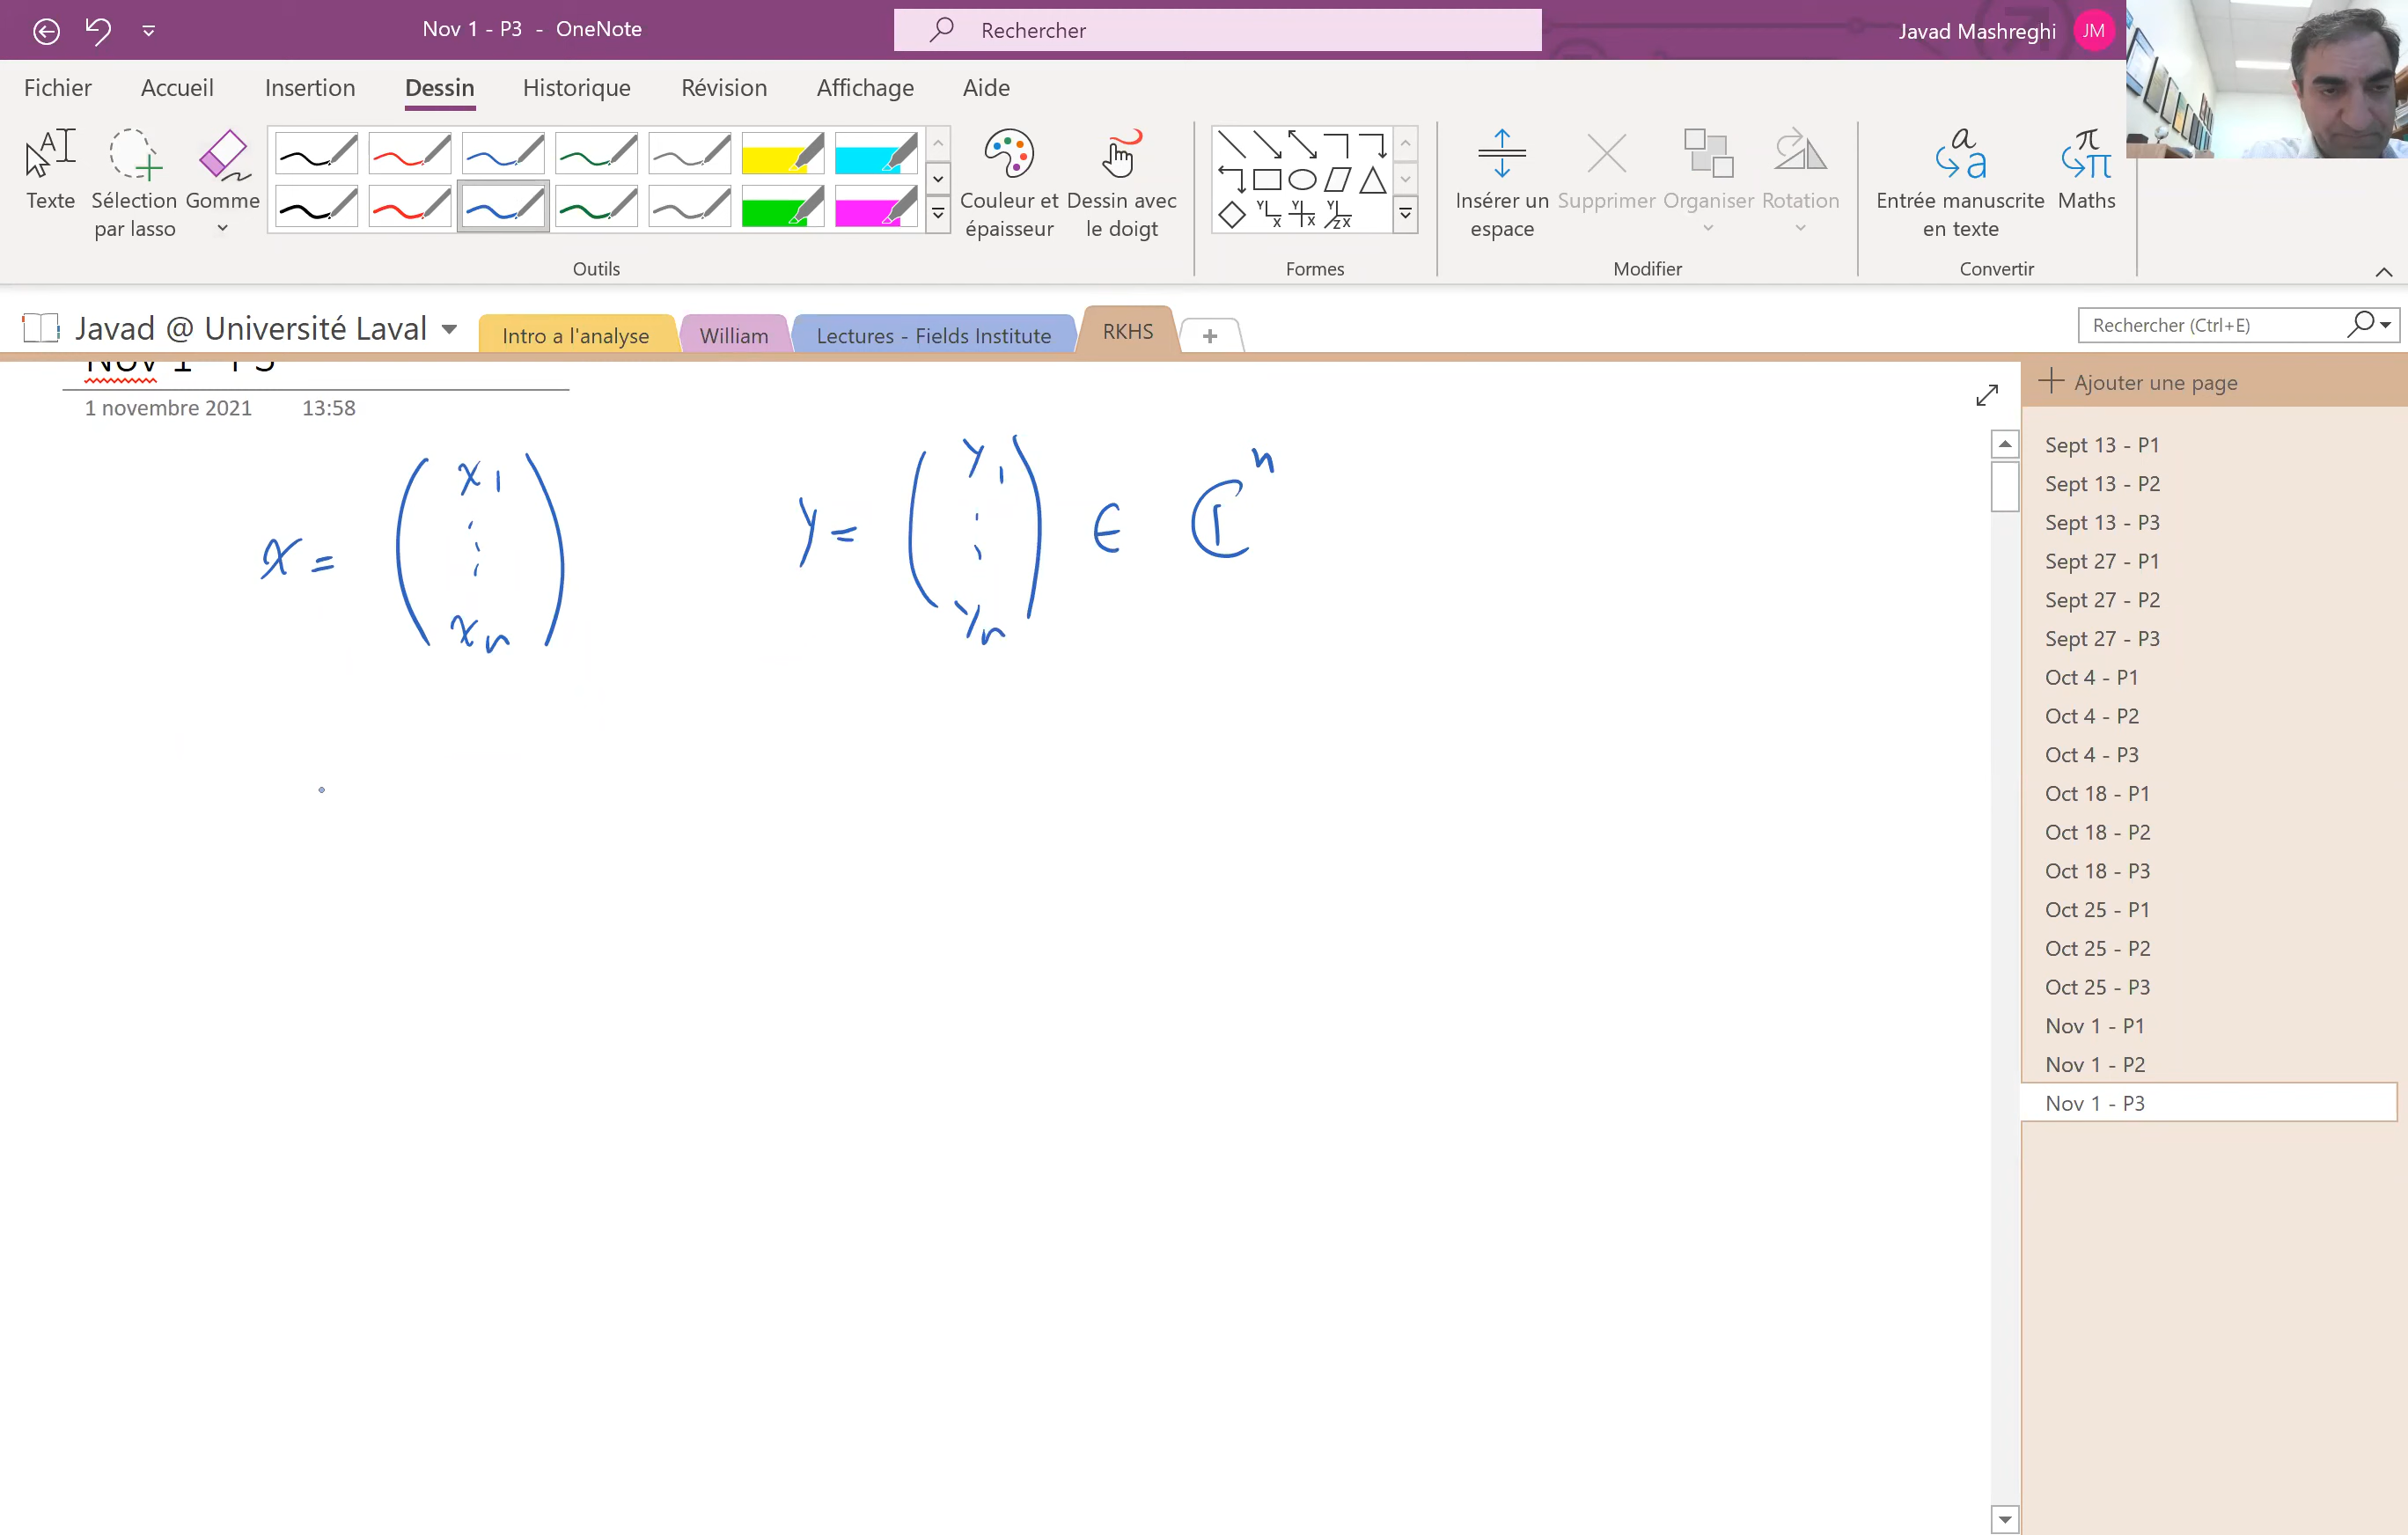 Nov 1 - P3 - OneNote
Rechercher
Javad Mashreghi JM
Fichier Accueil Insertion Dessin Historique Révision Affichage Aide
Texte
Sélection par lasso
Gomme
Couleur et épaisseur
Dessin avec le doigt
Insérer un espace
Supprimer
Organiser
Rotation
Entrée manuscrite en texte
Maths
Outils
Formes
Modifier
Convertir
Javad @ Université Laval
Intro a l'analyse
William
Lectures - Fields Institute
RKHS
+
Rechercher (Ctrl+E)
Nov 1 - P3
1 novembre 2021 13:58
x = ( x1 ⋮ xn ) y = ( y1 ⋮ yn ) ∈ ℂ^n
Ajouter une page
Sept 13 - P1
Sept 13 - P2
Sept 13 - P3
Sept 27 - P1
Sept 27 - P2
Sept 27 - P3
Oct 4 - P1
Oct 4 - P2
Oct 4 - P3
Oct 18 - P1
Oct 18 - P2
Oct 18 - P3
Oct 25 - P1
Oct 25 - P2
Oct 25 - P3
Nov 1 - P1
Nov 1 - P2
Nov 1 - P3